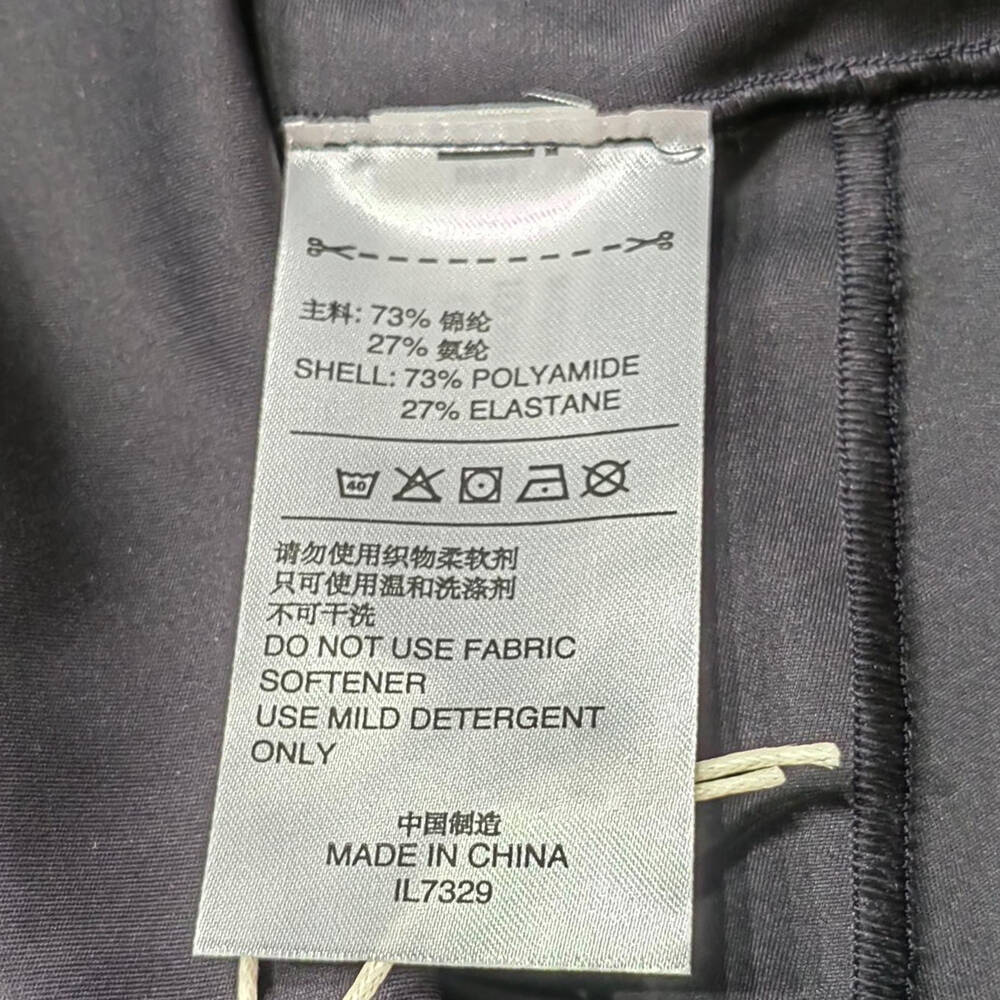 主料: 73% 锦纶
27% 氨纶
SHELL: 73% POLYAMIDE
27% ELASTANE
40
请勿使用织物柔软剂
只可使用温和洗涤剂
不可干洗
DO NOT USE FABRIC
SOFTENER
USE MILD DETERGENT
ONLY
中国制造
MADE IN CHINA
IL7329